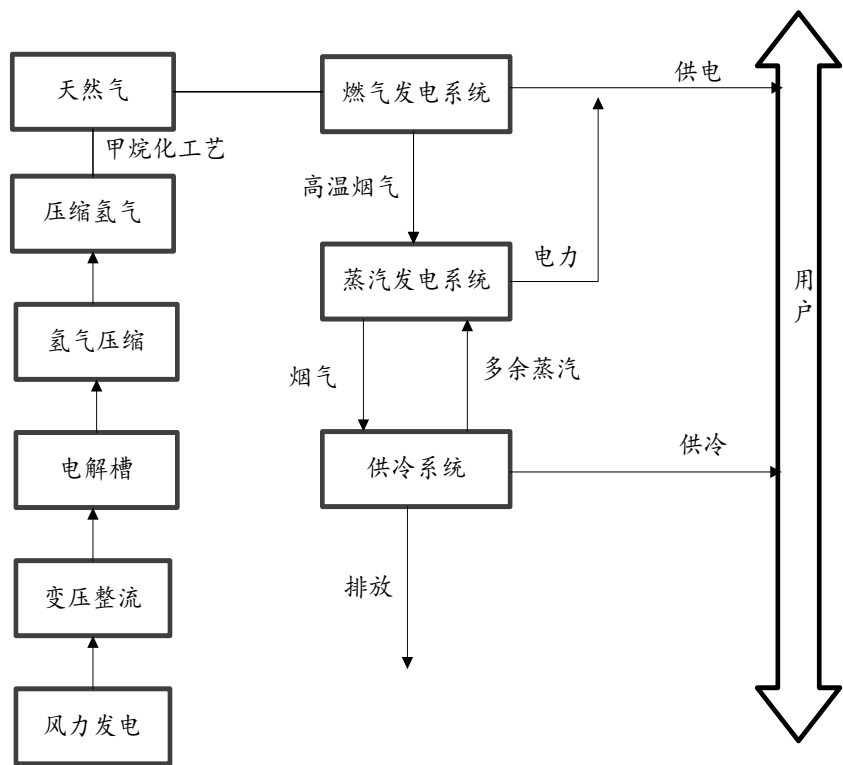 天然气
燃气发电系统
供电
甲烷化工艺
高温烟气
压缩氢气
蒸汽发电系统
电力
用户
氢气压缩
烟气
多余蒸汽
电解槽
供冷系统
供冷
变压整流
排放
风力发电